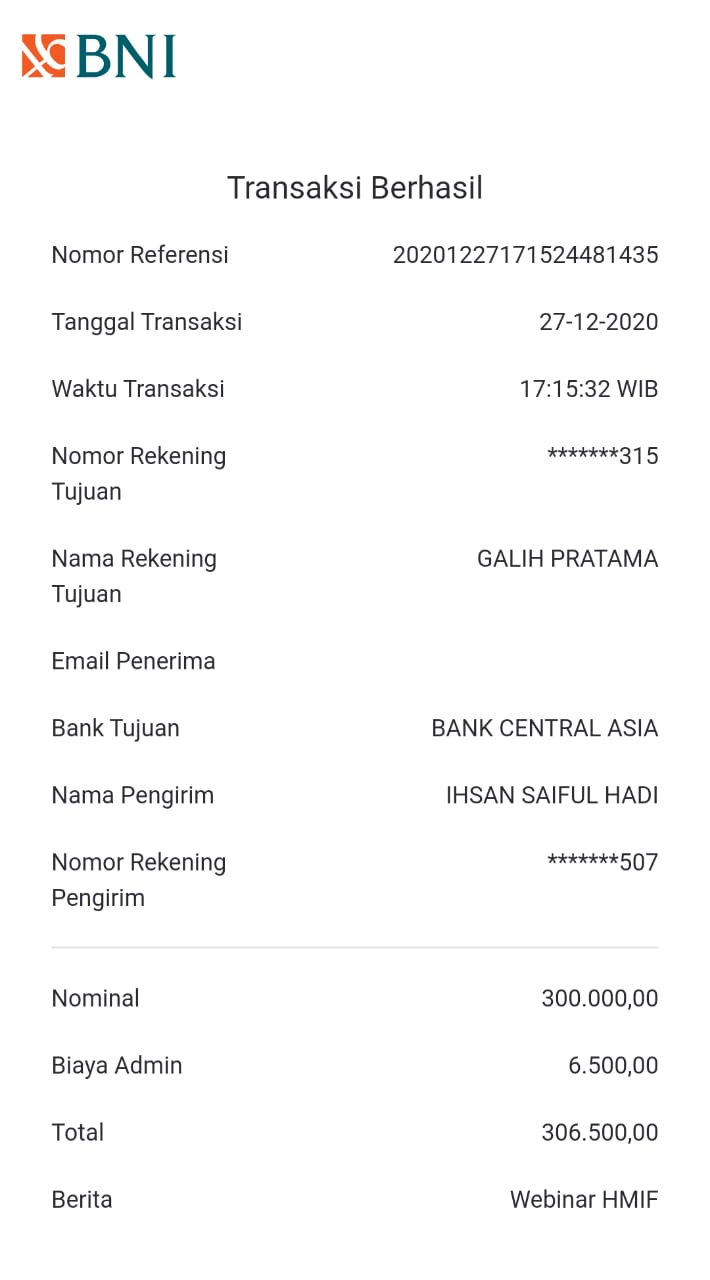 BNI
Transaksi Berhasil
Nomor Referensi 20201227171524481435
Tanggal Transaksi 27-12-2020
Waktu Transaksi 17:15:32 WIB
Nomor Rekening *******315
Tujuan
Nama Rekening GALIH PRATAMA
Tujuan
Email Penerima
Bank Tujuan BANK CENTRAL ASIA
Nama Pengirim IHSAN SAIFUL HADI
Nomor Rekening *******507
Pengirim
Nominal 300.000,00
Biaya Admin 6.500,00
Total 306.500,00
Berita Webinar HMIF